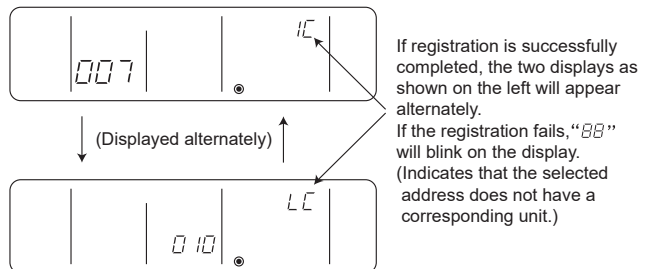 IC
007
(Displayed alternately)
LC
010
If registration is successfully
completed, the two displays as
shown on the left will appear
alternately.
If the registration fails,“88”
will blink on the display.
(Indicates that the selected
address does not have a
corresponding unit.)